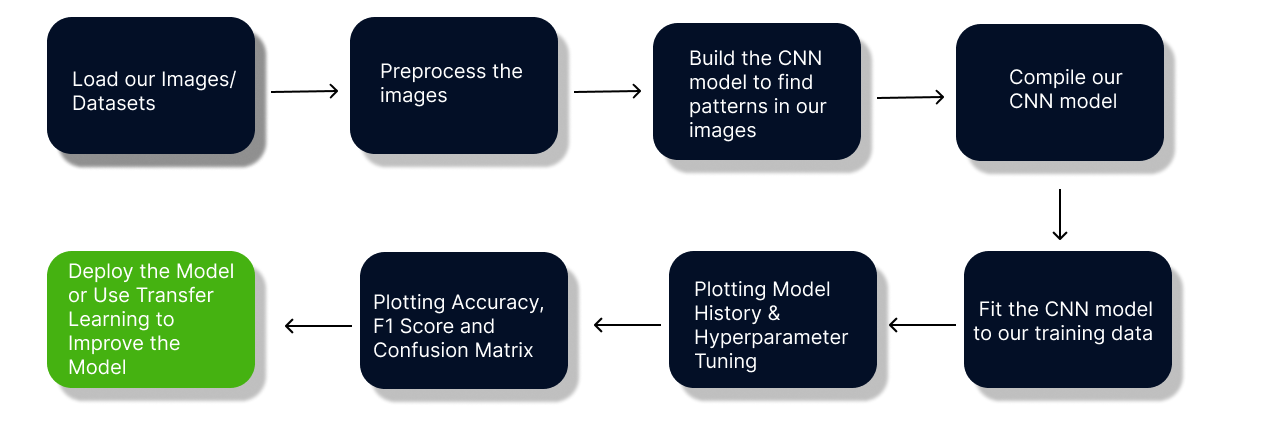 Load our Images/
Datasets
Preprocess the
images
Build the CNN
model to find
patterns in our
images
Compile our
CNN model
Fit the CNN model
to our training data
Plotting Model
History &
Hyperparameter
Tuning
Plotting Accuracy,
F1 Score and
Confusion Matrix
Deploy the Model
or Use Transfer
Learning to
Improve the
Model